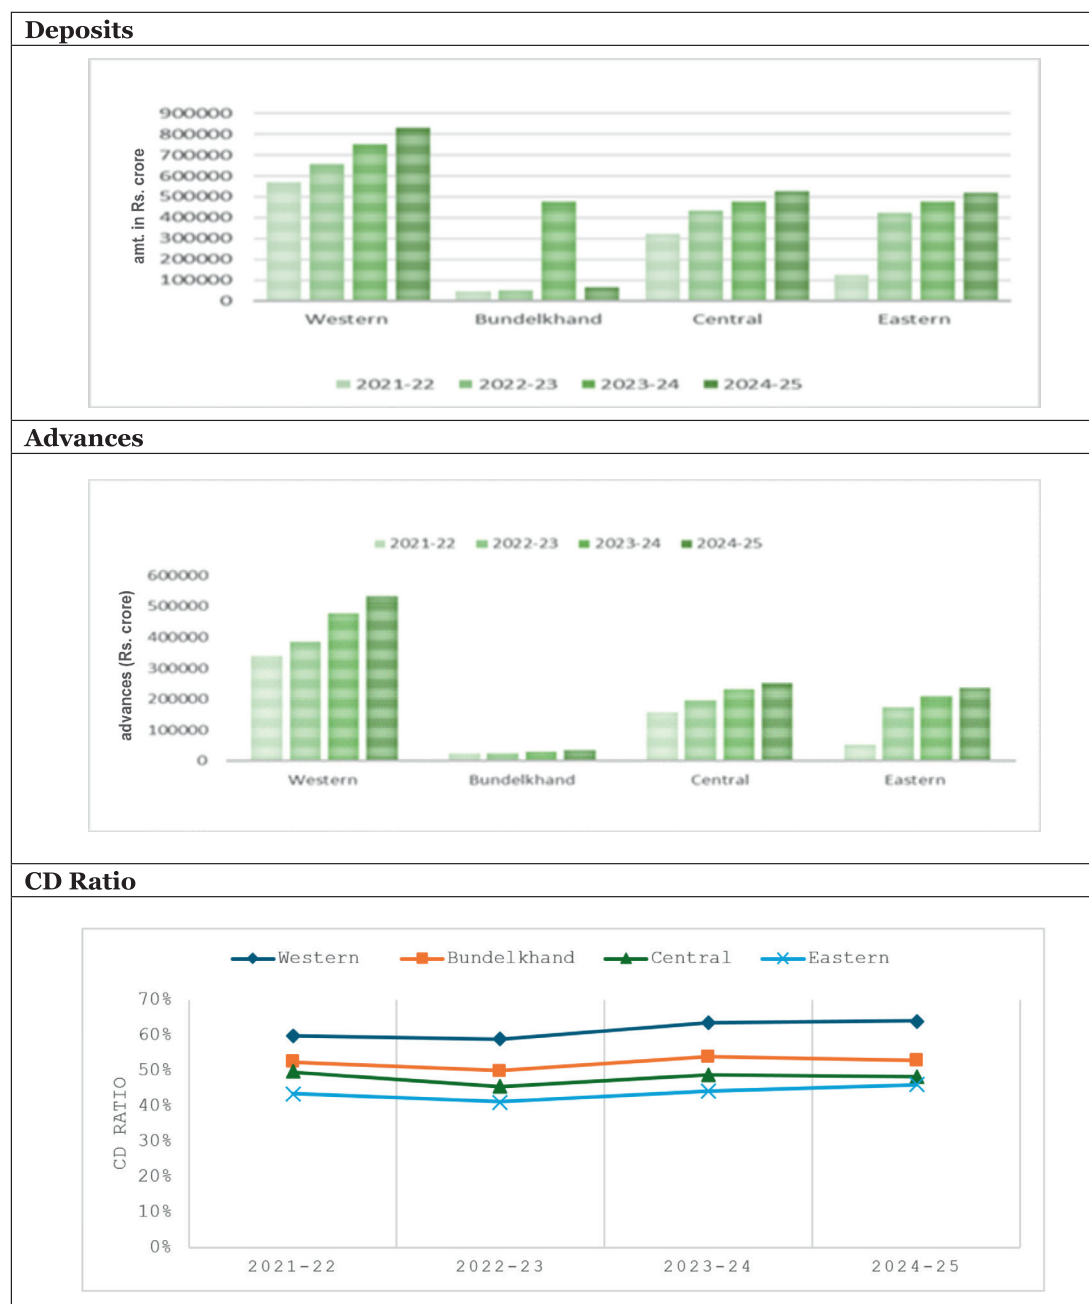 Deposits
amt. in Rs. crore
900000
800000
700000
600000
500000
400000
300000
200000
100000
0
Western Bundelkhand Central Eastern
2021-22 2022-23 2023-24 2024-25
Advances
2021-22 2022-23 2023-24 2024-25
advances (Rs. crore)
600000
500000
400000
300000
200000
100000
0
Western Bundelkhand Central Eastern
CD Ratio
Western Bundelkhand Central Eastern
CD RATIO
70%
60%
50%
40%
30%
20%
10%
0%
2021-22 2022-23 2023-24 2024-25